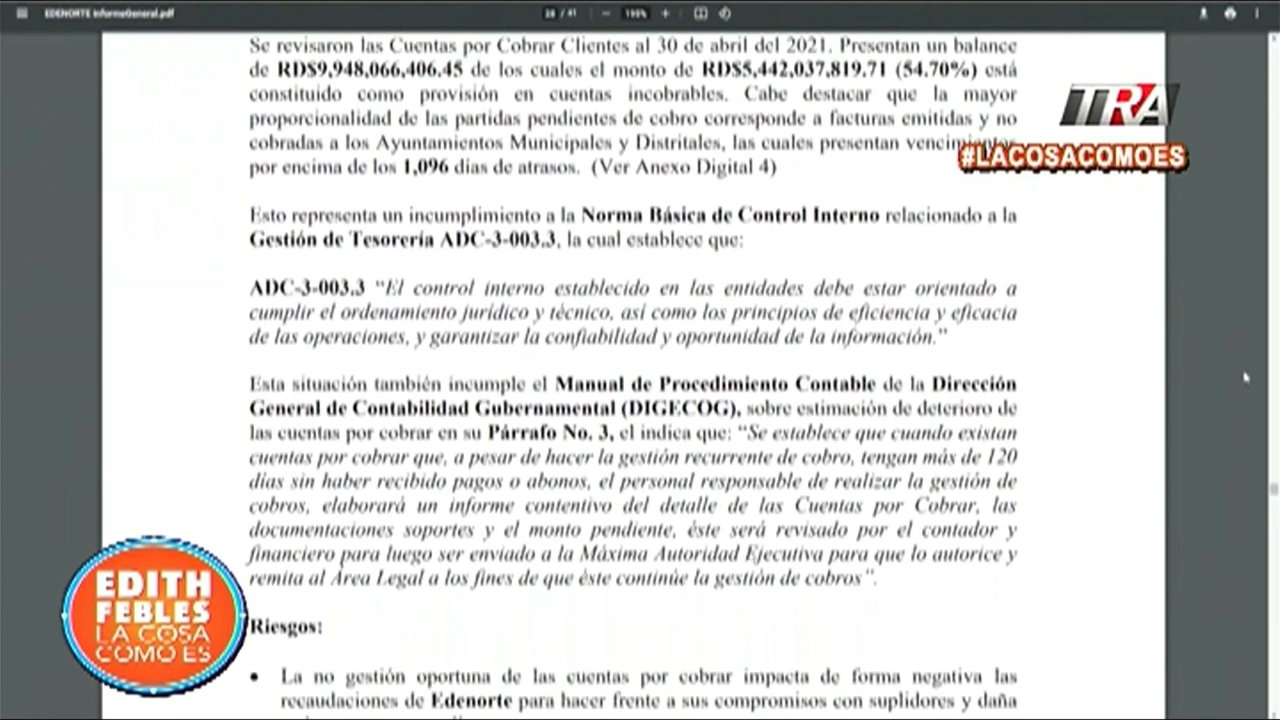 EDENORTE InformeGeneral.pdf
Se revisaron las Cuentas por Cobrar Clientes al 30 de abril del 2021. Presentan un balance
de RD$9,948,066,406.45 de los cuales el monto de RD$5,442,037,819.71 (54.70%) está
constituido como provisión en cuentas incobrables. Cabe destacar que la mayor
proporcionalidad de las partidas pendientes de cobro corresponde a facturas emitidas y no
cobradas a los Ayuntamientos Municipales y Distritales, las cuales presentan
por encima de los 1,096 días de atrasos. (Ver Anexo Digital 4)
TRA
#LACOSACOMOES
Esto representa un incumplimiento a la Norma Básica de Control Interno relacionado a la
Gestión de Tesorería ADC-3-003.3, la cual establece que:
ADC-3-003.3 “El control interno establecido en las entidades debe estar orientado a
cumplir el ordenamiento jurídico y técnico, así como los principios de eficiencia y eficacia
de las operaciones, y garantizar la confiabilidad y oportunidad de la información.”
Esta situación también incumple el Manual de Procedimiento Contable de la Dirección
General de Contabilidad Gubernamental (DIGECOG), sobre estimación de deterioro de
las cuentas por cobrar en su Párrafo No. 3, el indica que: “Se establece que cuando existan
cuentas por cobrar que, a pesar de hacer la gestión recurrente de cobro, tengan más de 120
días sin haber recibido pagos o abonos, el personal responsable de realizar la gestión de
cobros, elaborará un informe contentivo del detalle de las Cuentas por Cobrar, las
documentaciones soportes y el monto pendiente, éste será revisado por el contador y
financiero para luego ser enviado a la Máxima Autoridad Ejecutiva para que lo autorice y
remita al Área Legal a los fines de que éste continúe la gestión de cobros”.
Riesgos:
• La no gestión oportuna de las cuentas por cobrar impacta de forma negativa las
recaudaciones de Edenorte para hacer frente a sus compromisos con suplidores y daña
EDITH
FEBLES
LA COSA
COMO ES